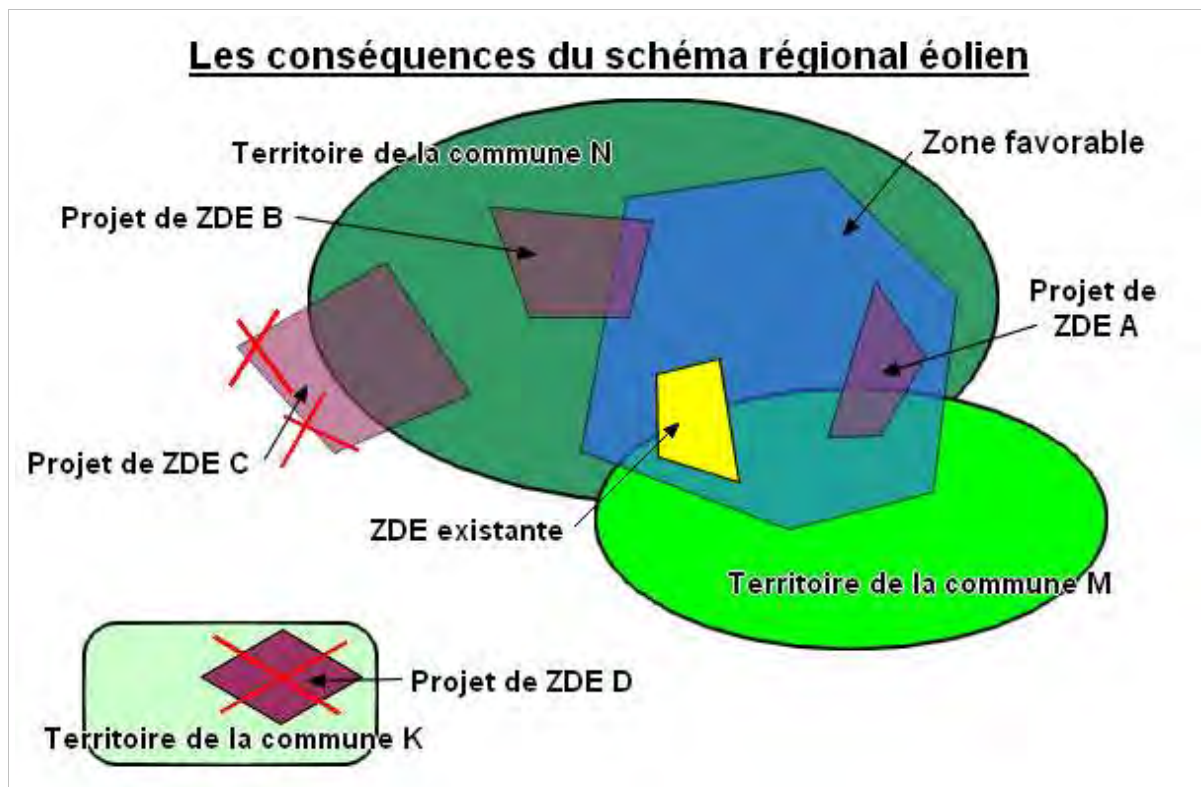 Les conséquences du schéma régional éolien
Territoire de la commune N
Zone favorable
Projet de ZDE B
Projet de
ZDE A
Projet de ZDE C
ZDE existante
Territoire de la commune M
Projet de ZDE D
Territoire de la commune K